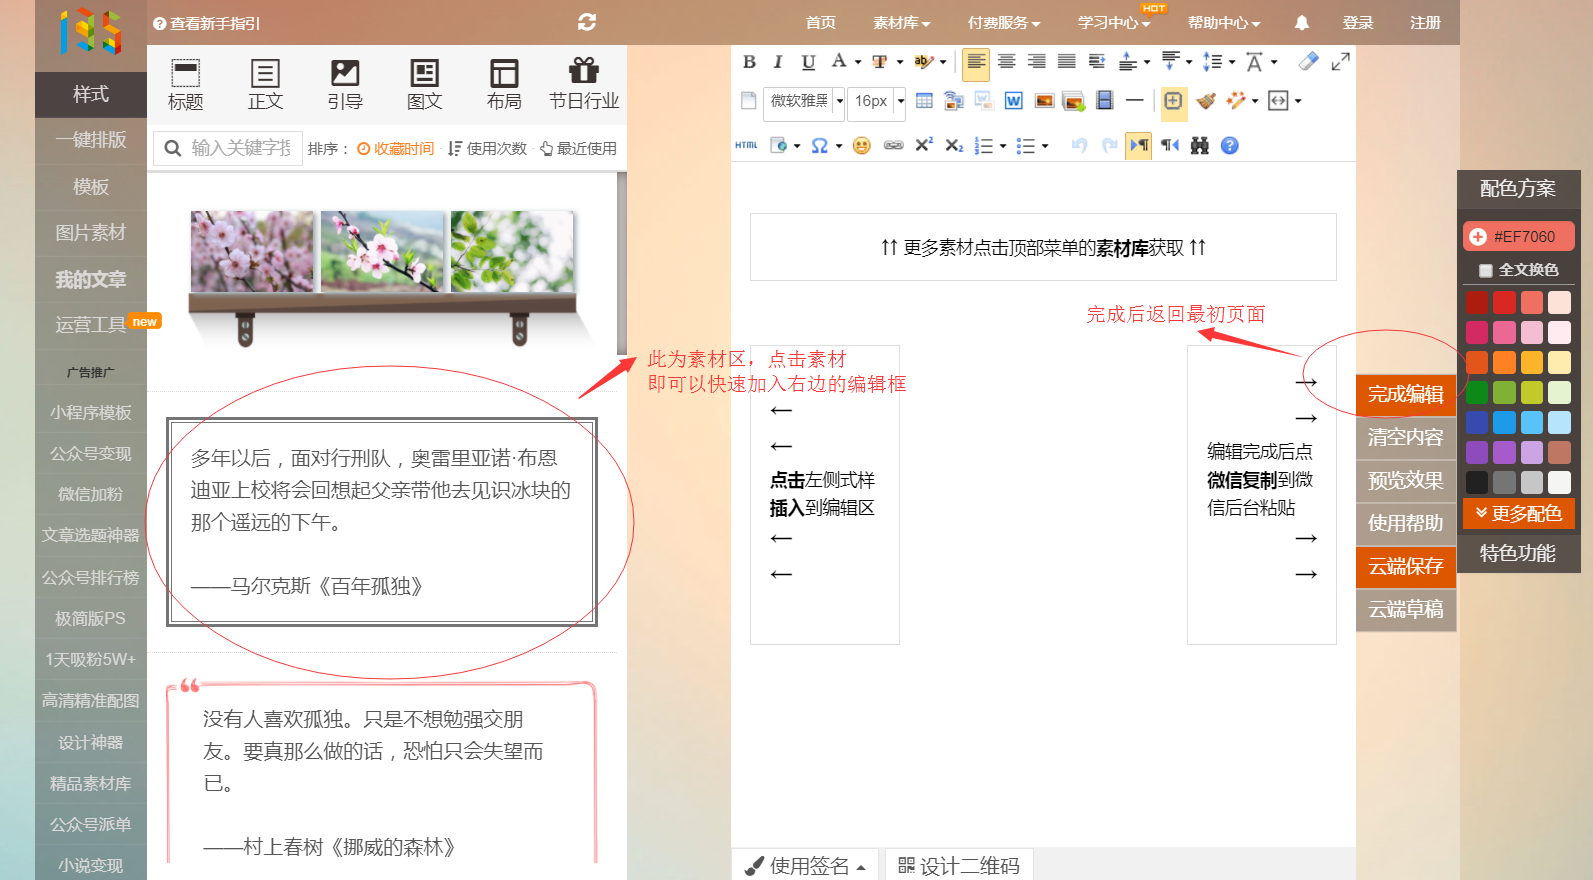 135
查看新手指引
首页
素材库
付费服务
学习中心
HOT
帮助中心
登录
注册
样式
一键排版
模板
图片素材
我的文章
运营工具
new
广告推广
小程序模板
公众号变现
微信加粉
文章选题神器
公众号排行榜
极简版PS
1天吸粉5W+
高清精准配图
设计神器
精品素材库
公众号派单
小说变现
标题
正文
引导
图文
布局
节日行业
输入关键字搜
排序：
收藏时间
使用次数
最近使用
多年以后，面对行刑队，奥雷里亚诺·布恩
迪亚上校将会回想起父亲带他去见识冰块的
那个遥远的下午。
——马尔克斯《百年孤独》
没有人喜欢孤独。只是不想勉强交朋
友。要真那么做的话，恐怕只会失望而
已。
——村上春树《挪威的森林》
此为素材区，点击素材
即可以快速加入右边的编辑框
微软雅黑
16px
HTML
↑↑ 更多素材点击顶部菜单的素材库获取 ↑↑
完成后返回最初页面
←
←
点击左侧式样
插入到编辑区
←
←
→
→
编辑完成后点
微信复制到微
信后台粘贴
→
→
使用签名
设计二维码
完成编辑
清空内容
预览效果
使用帮助
云端保存
云端草稿
配色方案
#EF7060
全文换色
更多配色
特色功能